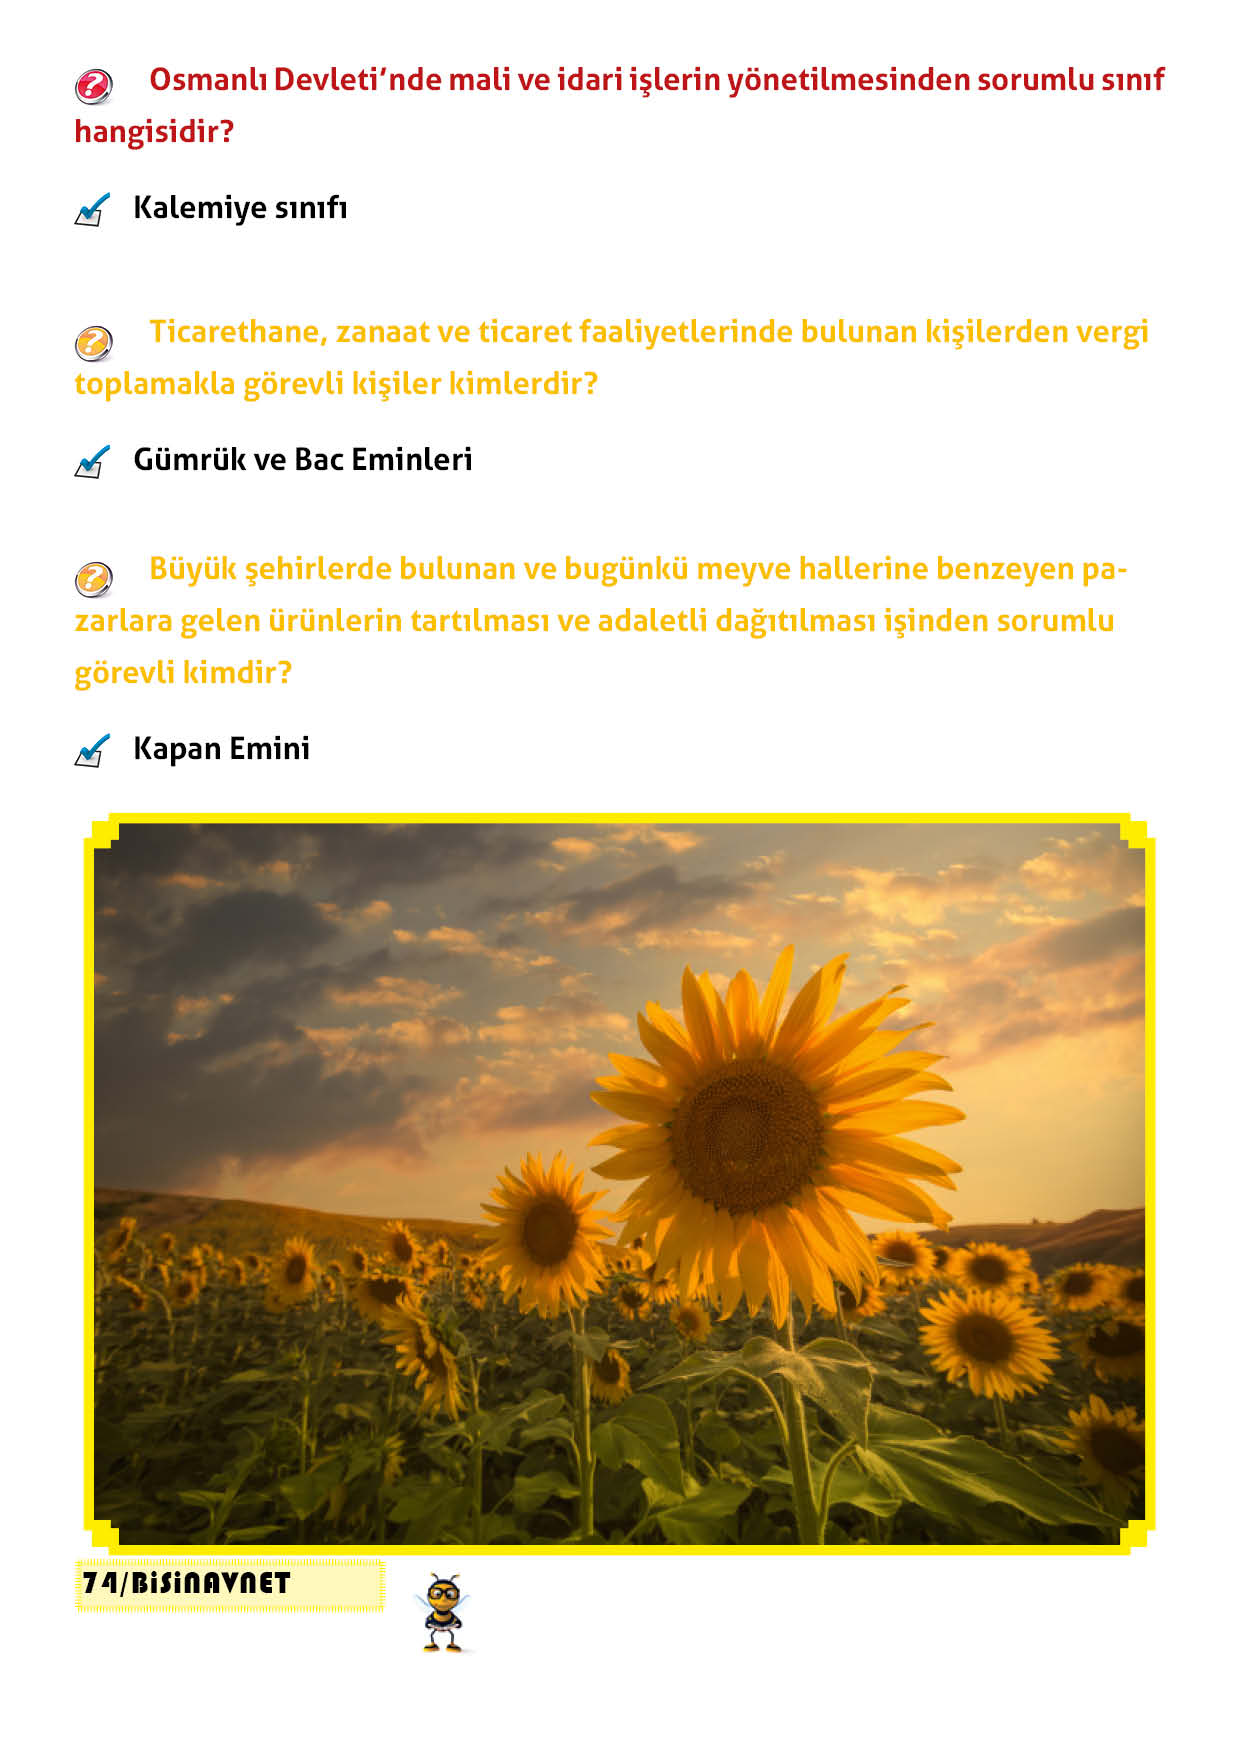 Osmanlı Devleti’nde mali ve idari işlerin yönetilmesinden sorumlu sınıf
hangisidir?
Kalemiye sınıfı
Ticarethane, zanaat ve ticaret faaliyetlerinde bulunan kişilerden vergi
toplamakla görevli kişiler kimlerdir?
Gümrük ve Bac Eminleri
Büyük şehirlerde bulunan ve bugünkü meyve hallerine benzeyen pa-
zarlara gelen ürünlerin tartılması ve adaletli dağıtılması işinden sorumlu
görevli kimdir?
Kapan Emini
74/BiSiNAVNET